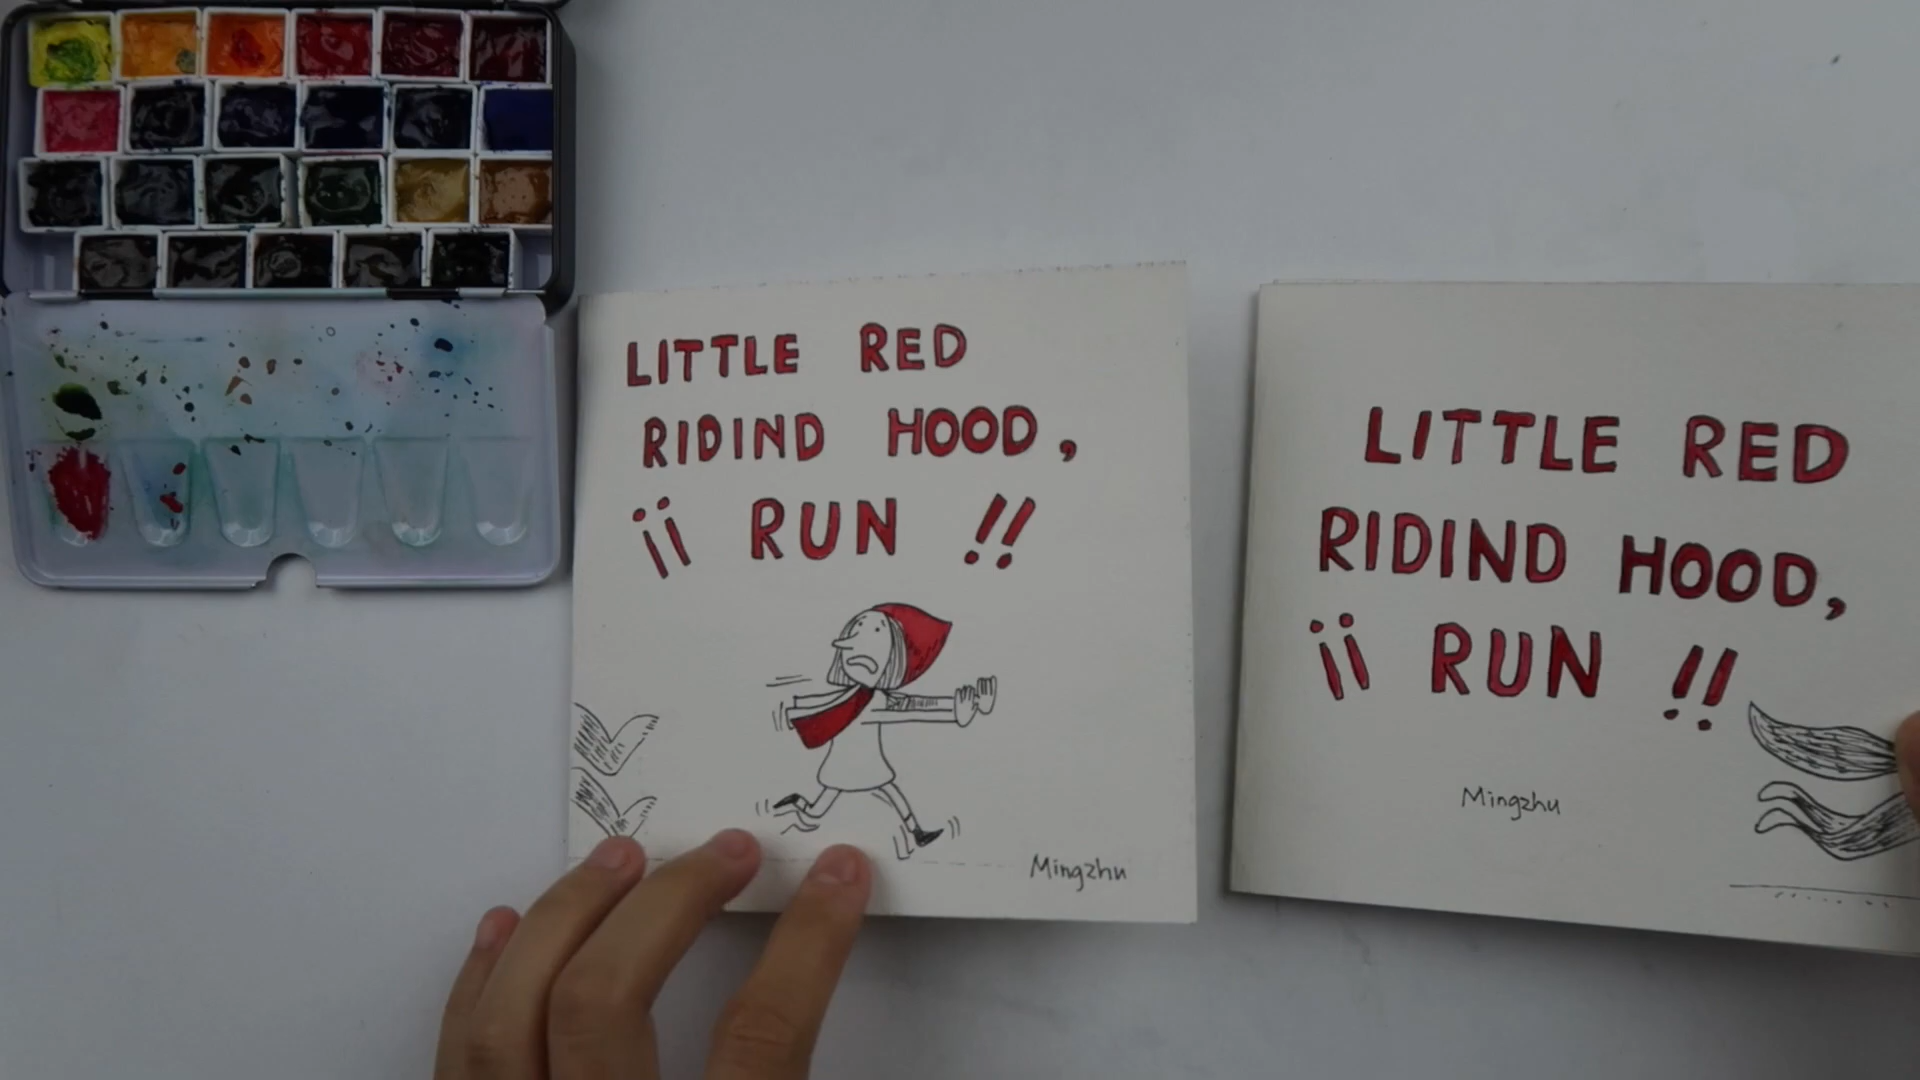 LITTLE RED
RIDIND HOOD,
¡¡ RUN !!
Mingzhu
LITTLE RED
RIDIND HOOD,
¡¡ RUN !!
Mingzhu